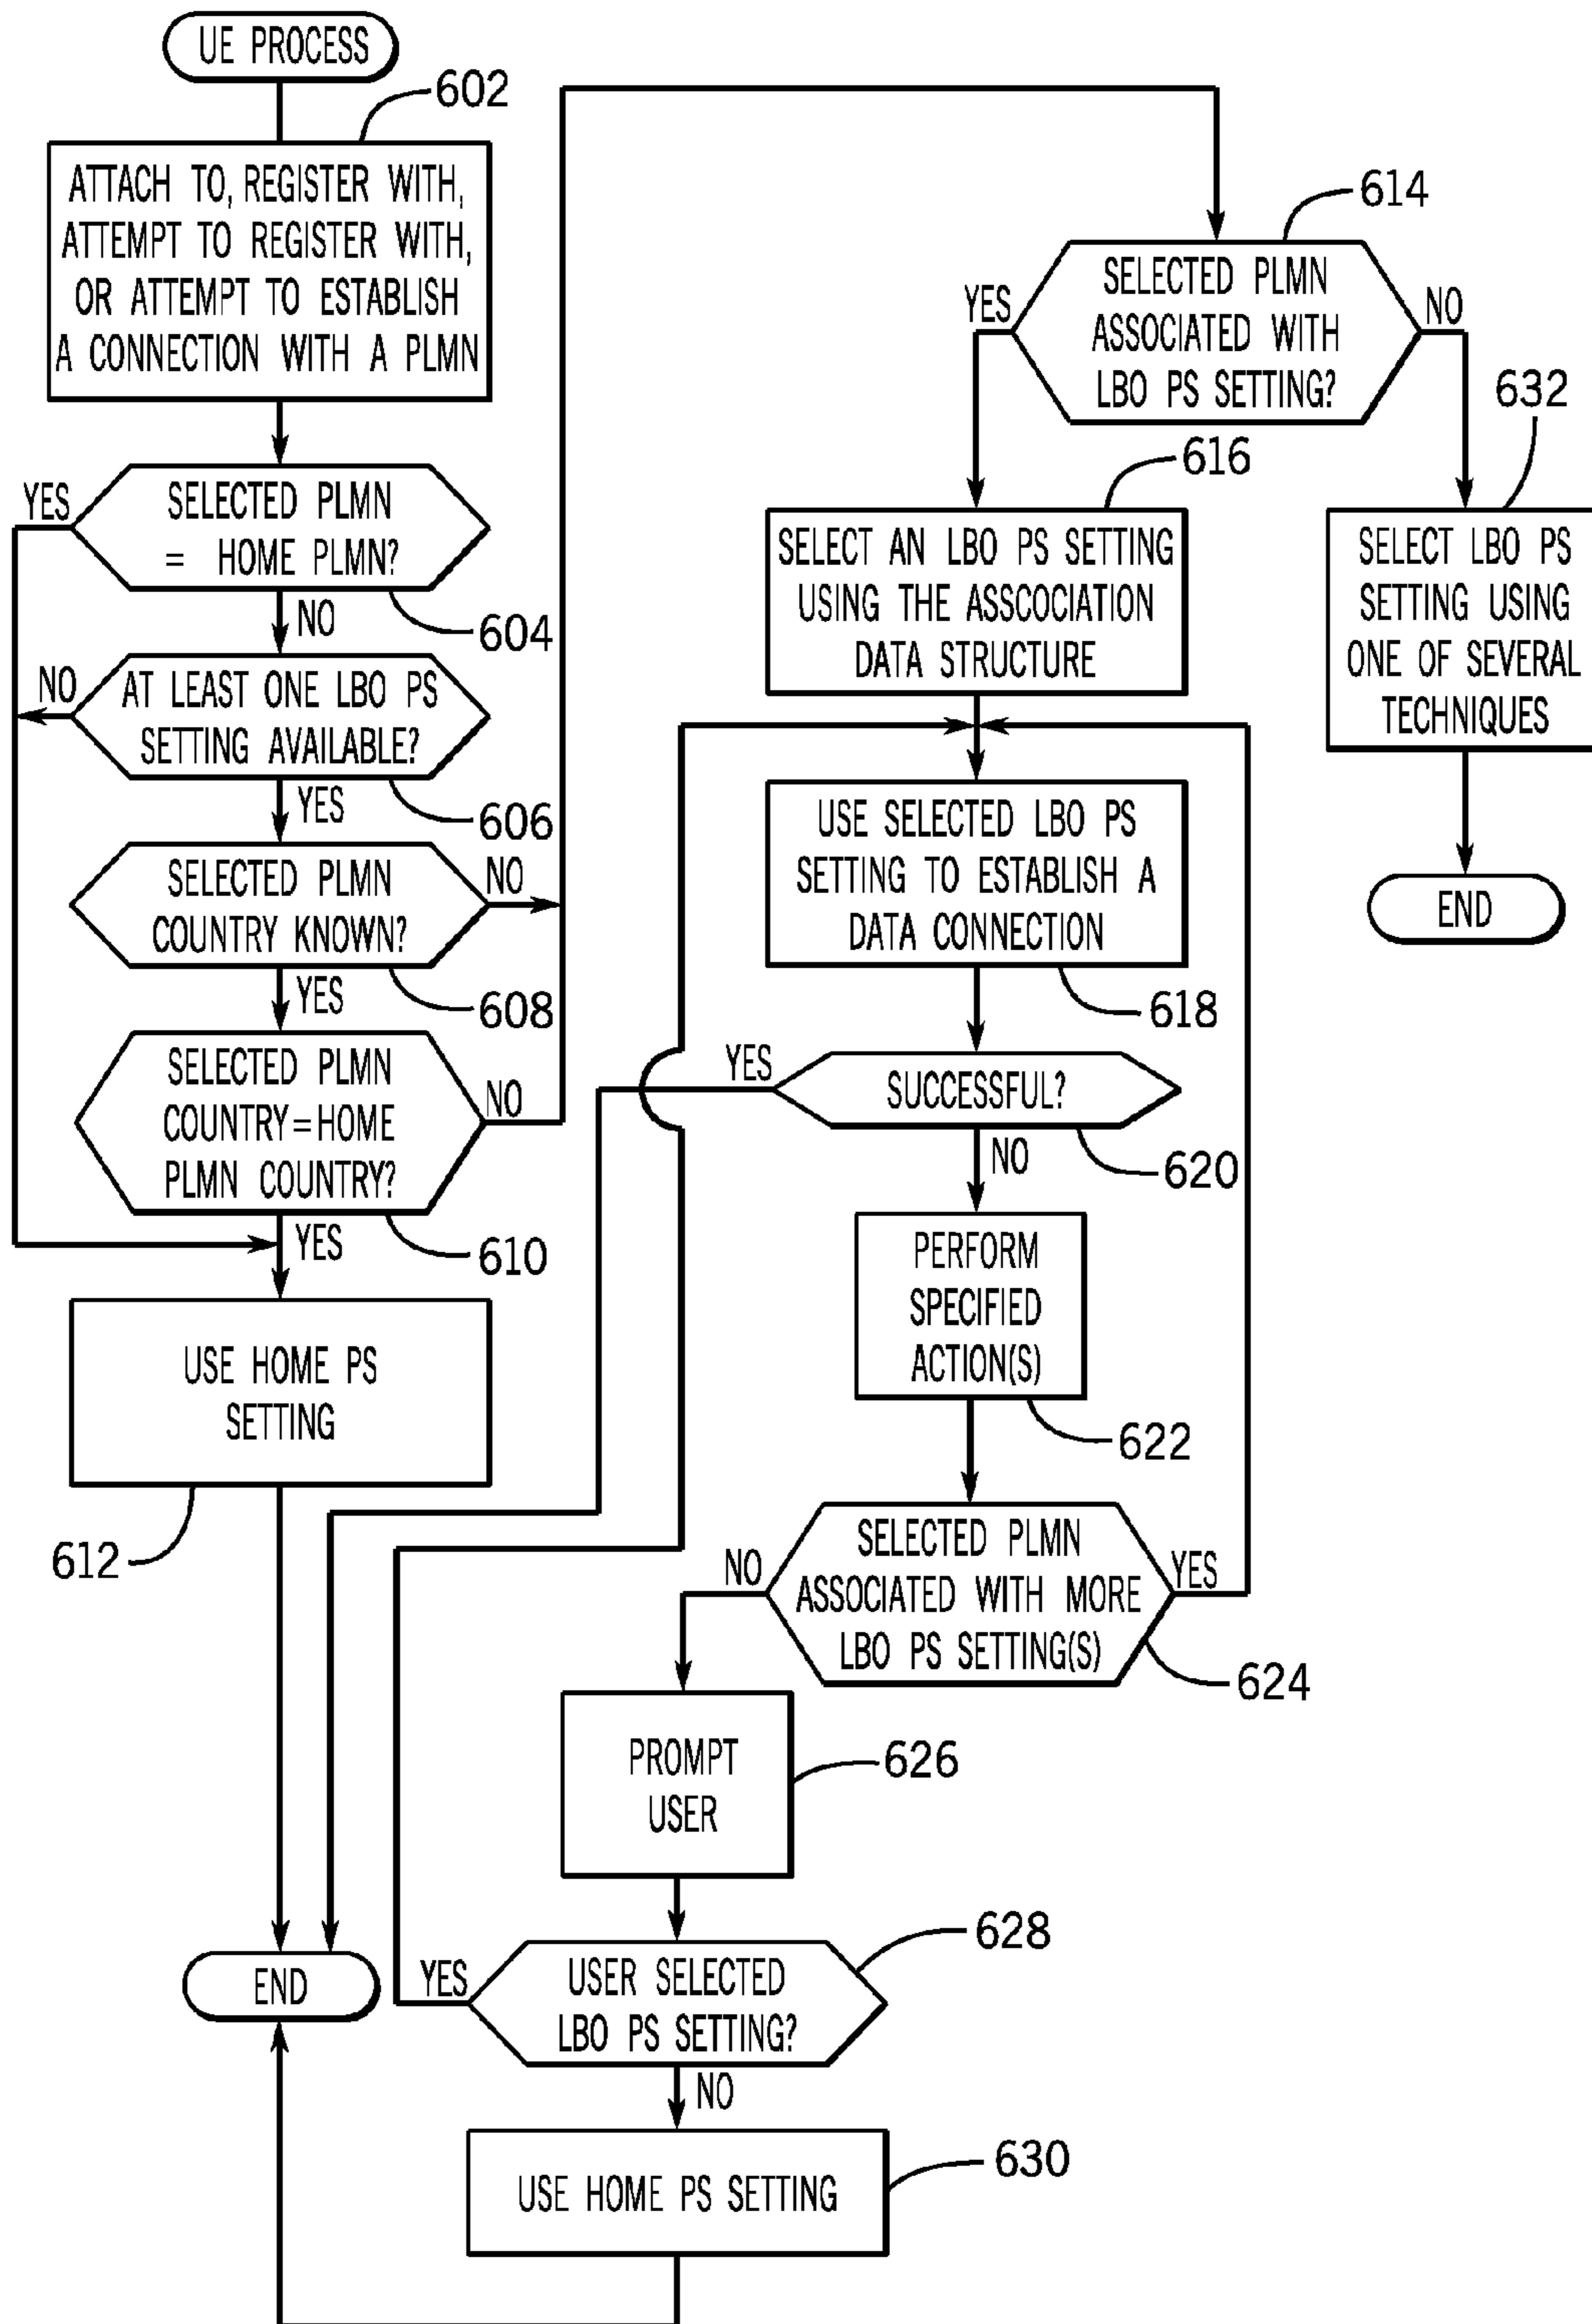 UE PROCESS
602
ATTACH TO, REGISTER WITH,
ATTEMPT TO REGISTER WITH,
OR ATTEMPT TO ESTABLISH
A CONNECTION WITH A PLMN
YES
SELECTED PLMN
= HOME PLMN?
604
NO
NO
AT LEAST ONE LBO PS
SETTING AVAILABLE?
606
YES
SELECTED PLMN
COUNTRY KNOWN?
NO
608
YES
SELECTED PLMN
COUNTRY=HOME
PLMN COUNTRY?
NO
610
YES
USE HOME PS
SETTING
612
END
614
SELECTED PLMN
ASSOCIATED WITH
LBO PS SETTING?
YES
NO
616
SELECT AN LBO PS SETTING
USING THE ASSCOCIATION
DATA STRUCTURE
632
SELECT LBO PS
SETTING USING
ONE OF SEVERAL
TECHNIQUES
END
USE SELECTED LBO PS
SETTING TO ESTABLISH A
DATA CONNECTION
618
YES
SUCCESSFUL?
620
NO
PERFORM
SPECIFIED
ACTION(S)
622
NO
SELECTED PLMN
ASSOCIATED WITH MORE
LBO PS SETTING(S)
YES
624
PROMPT
USER
626
628
YES
USER SELECTED
LBO PS SETTING?
NO
USE HOME PS SETTING
630